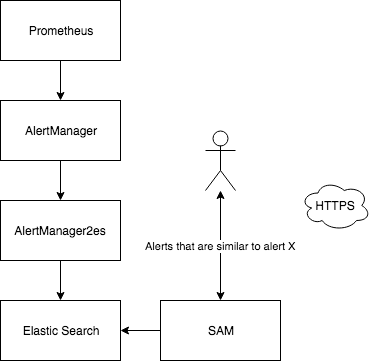 Prometheus
AlertManager
AlertManager2es
Alerts that are similar to alert X
HTTPS
Elastic Search
SAM